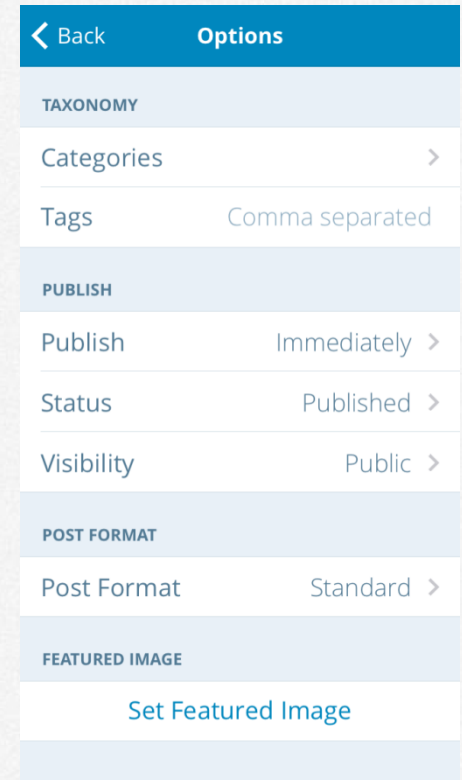 Back Options
TAXONOMY
Categories
Tags Comma separated
PUBLISH
Publish Immediately
Status Published
Visibility Public
POST FORMAT
Post Format Standard
FEATURED IMAGE
Set Featured Image